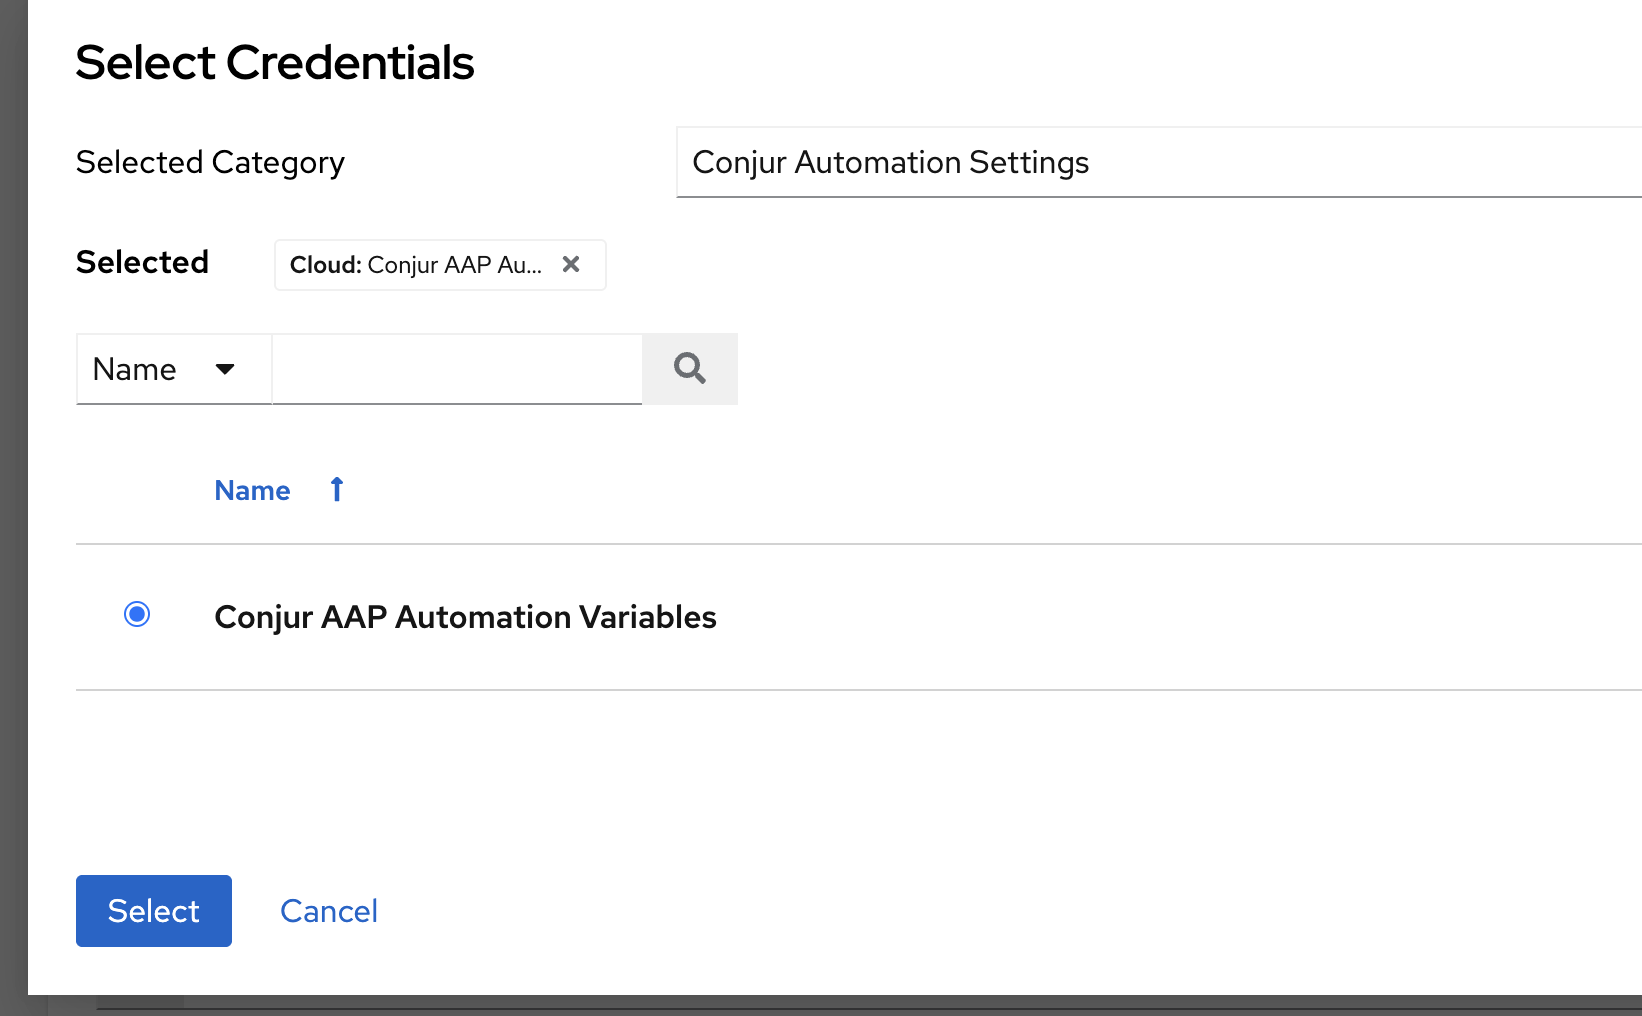 Select Credentials
Selected Category
Conjur Automation Settings
Selected
Cloud: Conjur AAP Au...
Name
Name
Conjur AAP Automation Variables
Select
Cancel